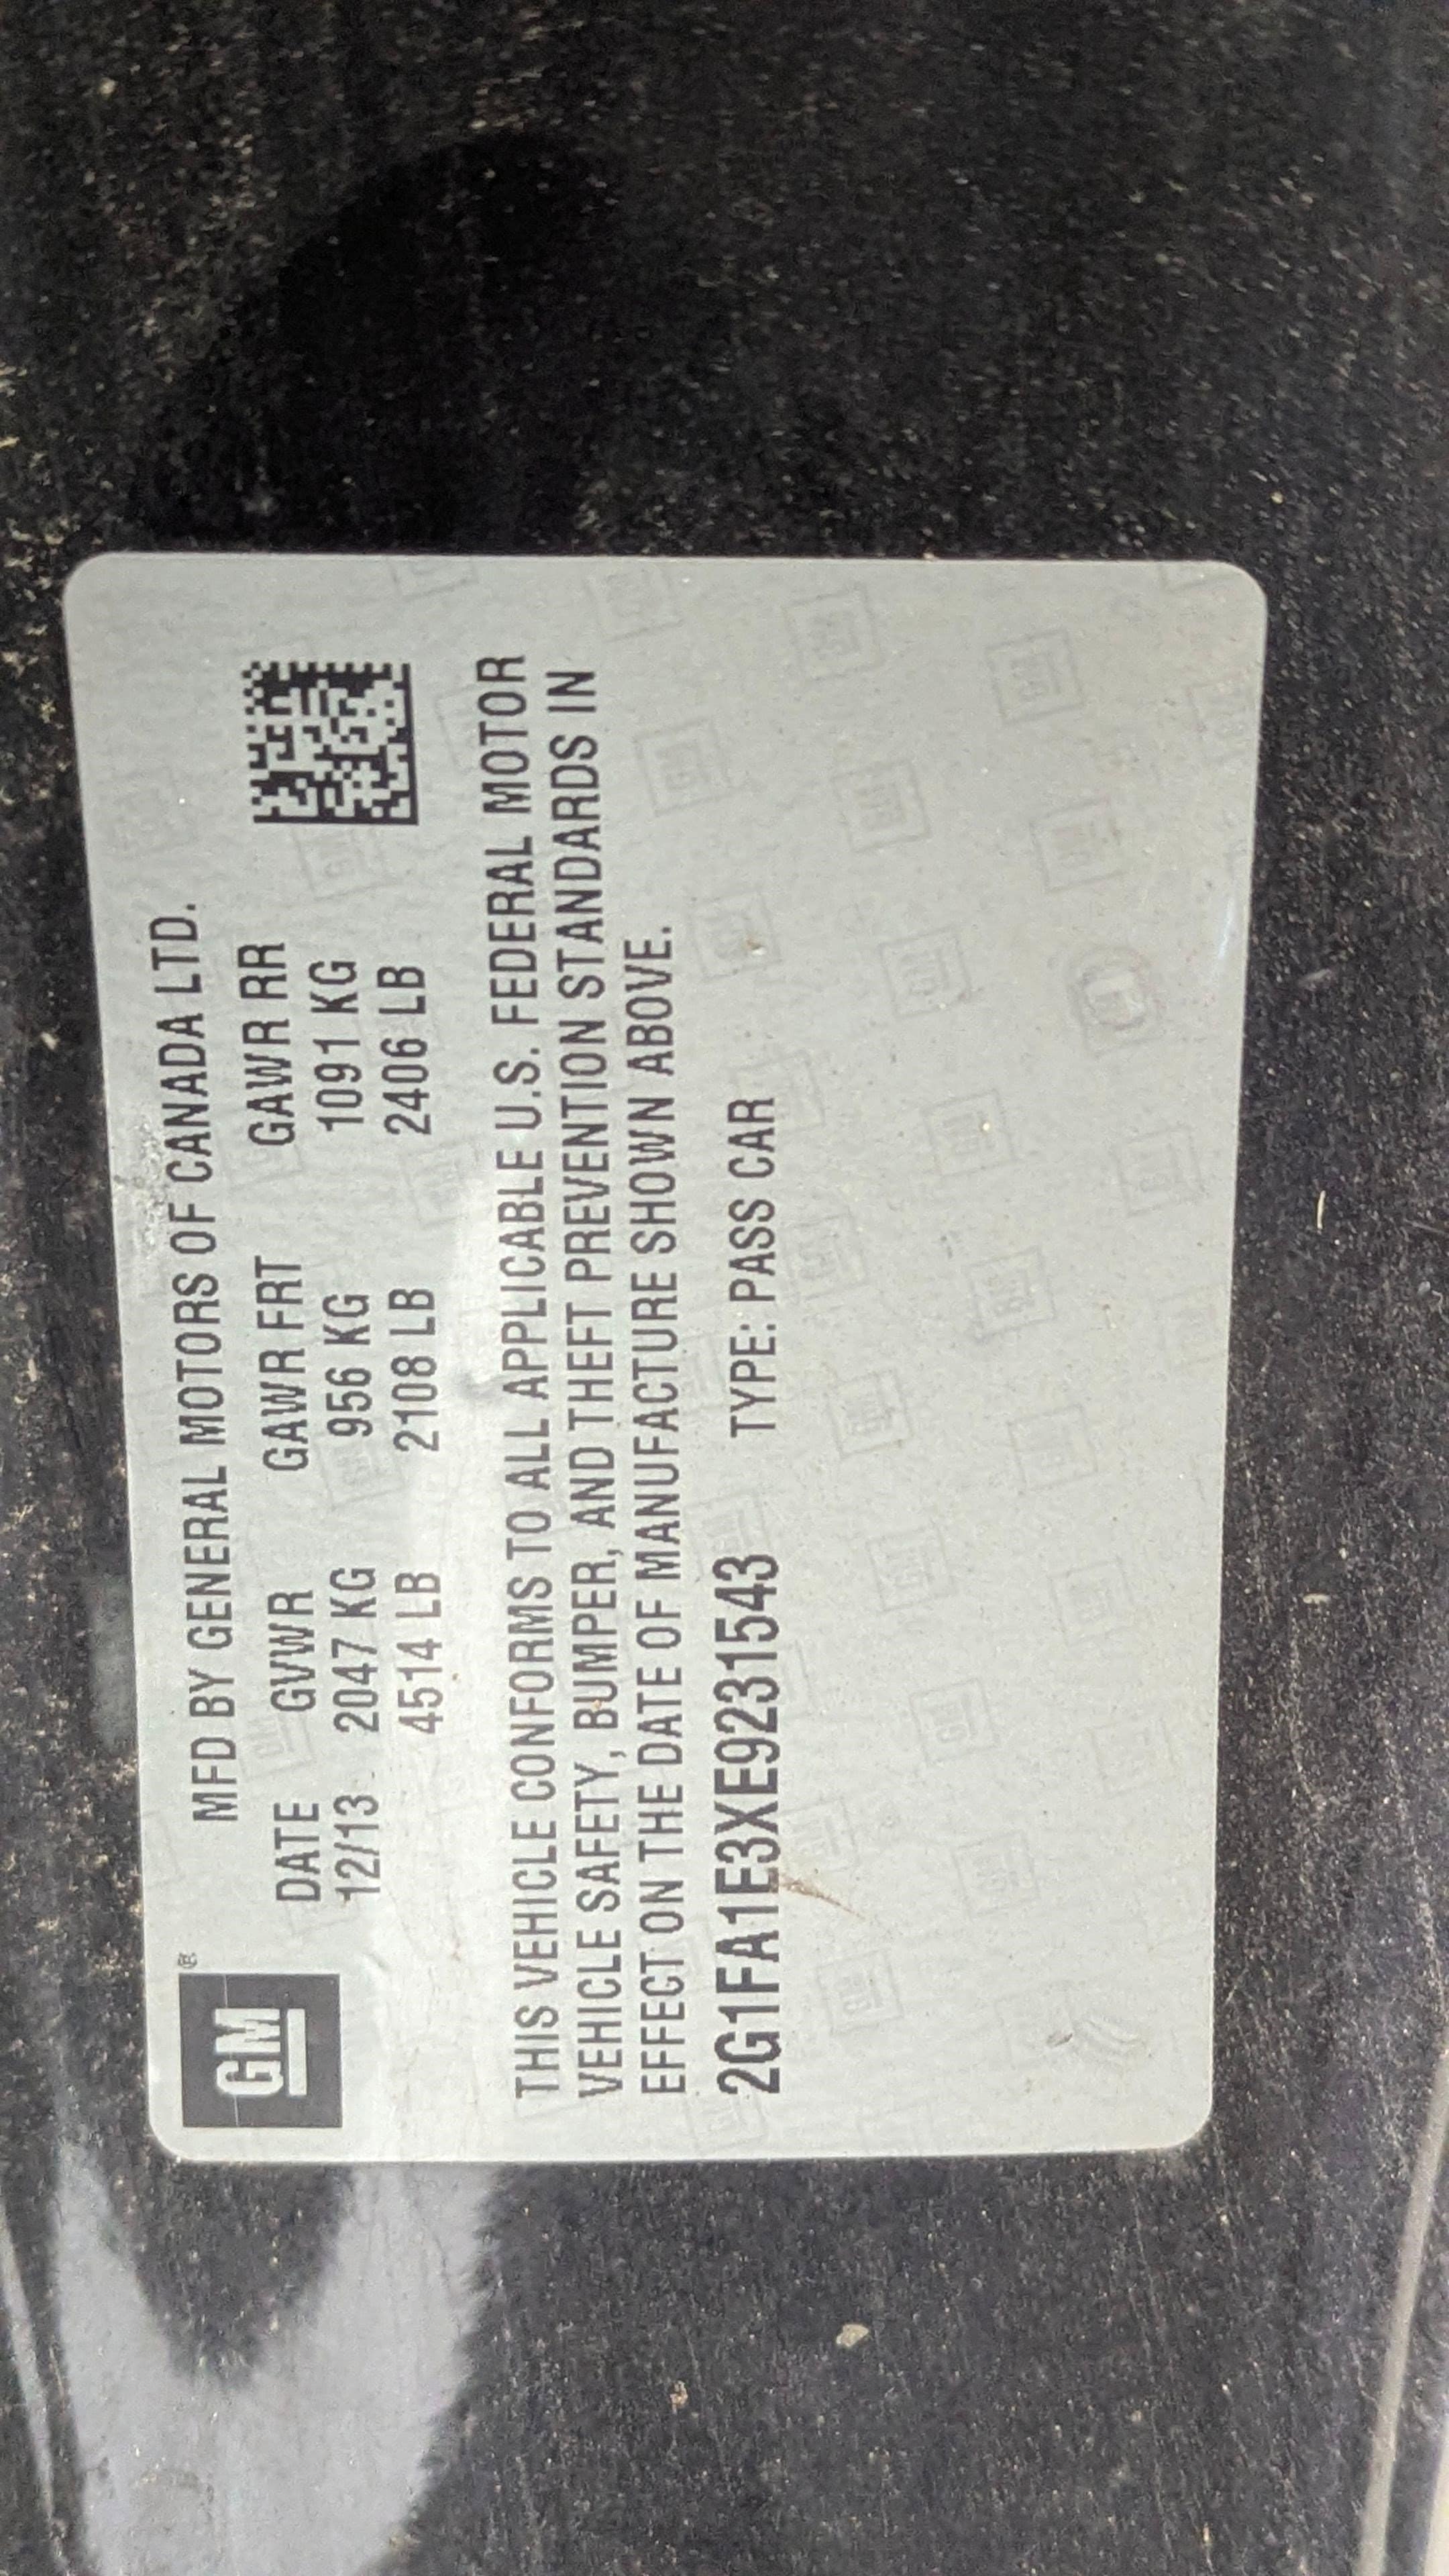 GM ®
MFD BY GENERAL MOTORS OF CANADA LTD.
DATE GVWR GAWR FRT GAWR RR
12/13 2047 KG 956 KG 1091 KG
4514 LB 2108 LB 2406 LB
THIS VEHICLE CONFORMS TO ALL APPLICABLE U.S. FEDERAL MOTOR
VEHICLE SAFETY, BUMPER, AND THEFT PREVENTION STANDARDS IN
EFFECT ON THE DATE OF MANUFACTURE SHOWN ABOVE.
2G1FA1E3XE9231543 TYPE: PASS CAR